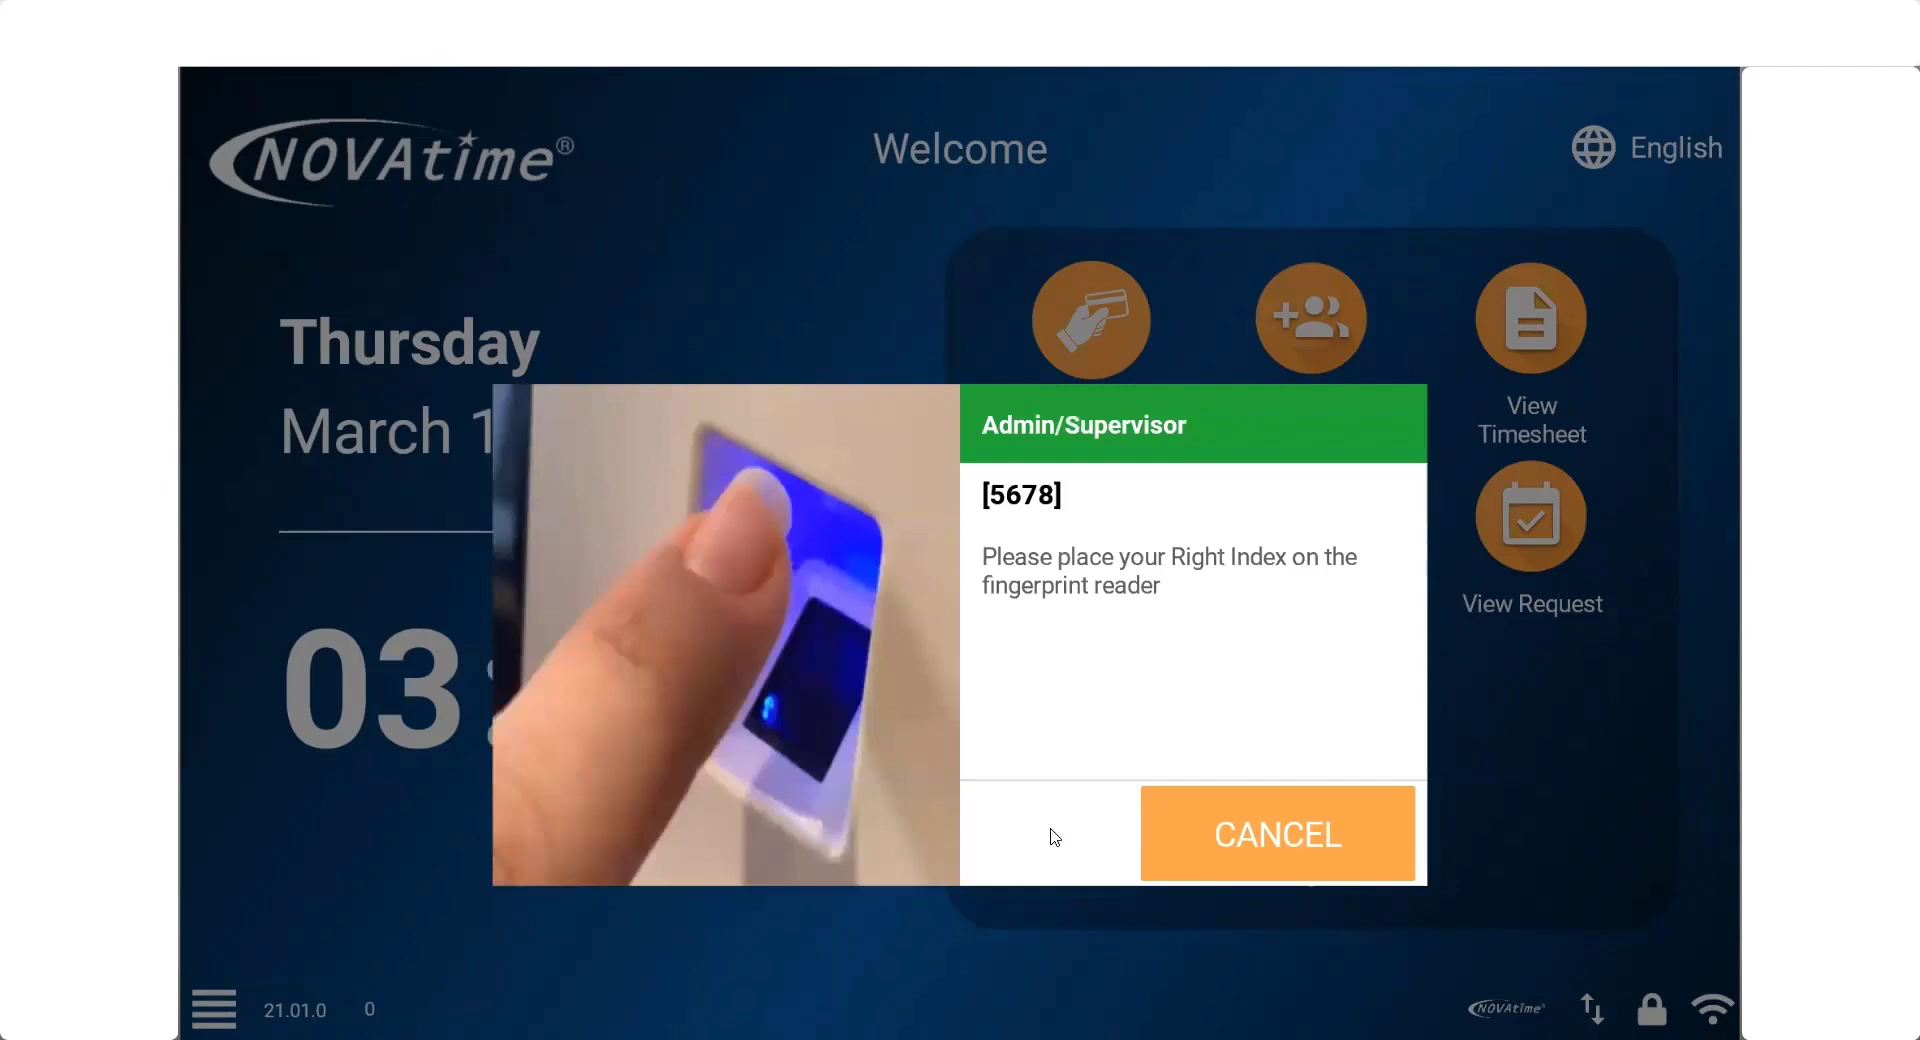 NOVAtime®
Welcome
English
Thursday
March 1
03
View
Timesheet
View Request
Admin/Supervisor
[5678]
Please place your Right Index on the
fingerprint reader
CANCEL
21.01.0
0
NOVAtime®